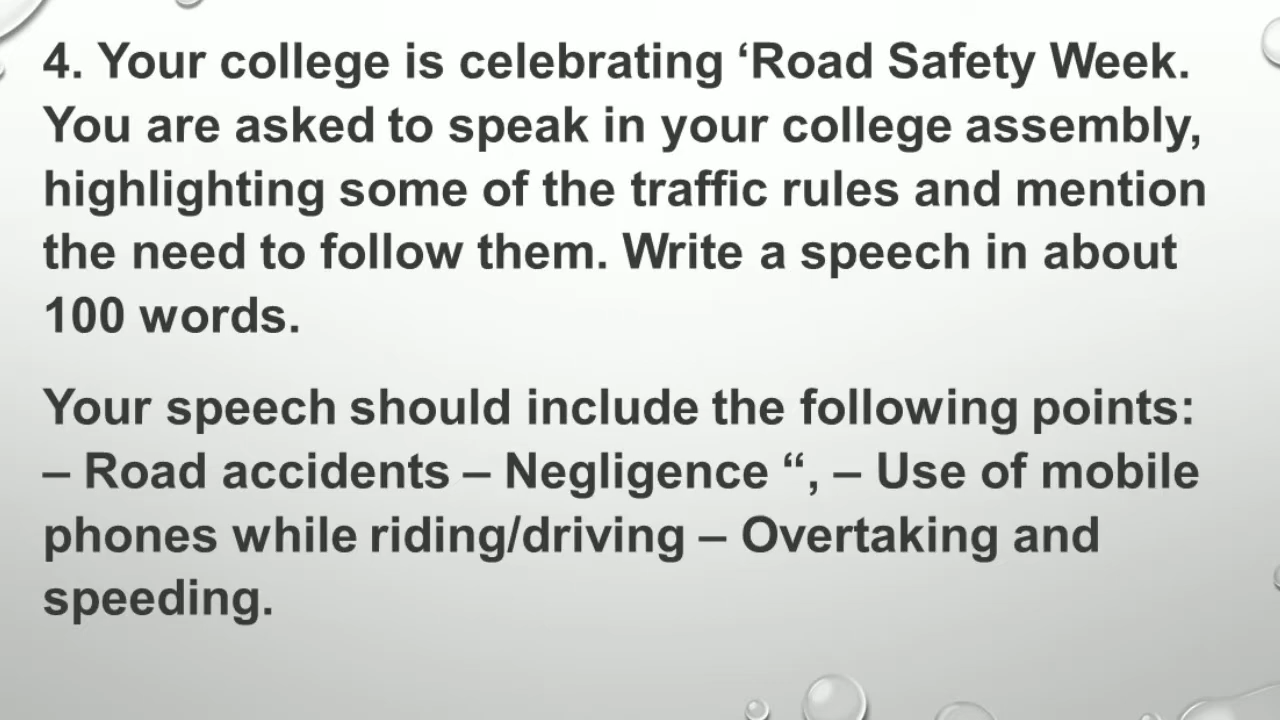 4. Your college is celebrating ‘Road Safety Week.
You are asked to speak in your college assembly,
highlighting some of the traffic rules and mention
the need to follow them. Write a speech in about
100 words.
Your speech should include the following points:
– Road accidents – Negligence “, – Use of mobile
phones while riding/driving – Overtaking and
speeding.